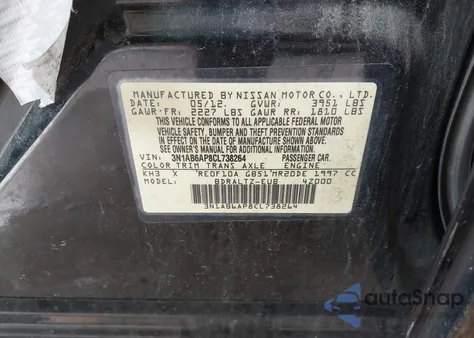 MANUFACTURED BY NISSAN MOTOR CO., LTD.
DATE: 05/12. GVWR: 3951 LBS
GAWR FR: 2227 LBS GAWR RR: 1810 LBS
THIS VEHICLE CONFORMS TO ALL APPLICABLE FEDERAL MOTOR
VEHICLE SAFETY, BUMPER AND THEFT PREVENTION STANDARDS
IN EFFECT ON THE DATE OF MANUFACTURE SHOWN ABOVE.
SEE OWNER'S MANUAL FOR ADDITIONAL INFORMATION.
VIN: 3N1AB6AP8CL738264 PASSENGER CAR.
COLOR TRIM TRANS AXLE ENGINE
KH3 X RE0F10A GB51 MR20DE 1997 CC
MODEL: BDRALTZ-EUB 4Z000
3N1AB6AP8CL738264
autoSnap